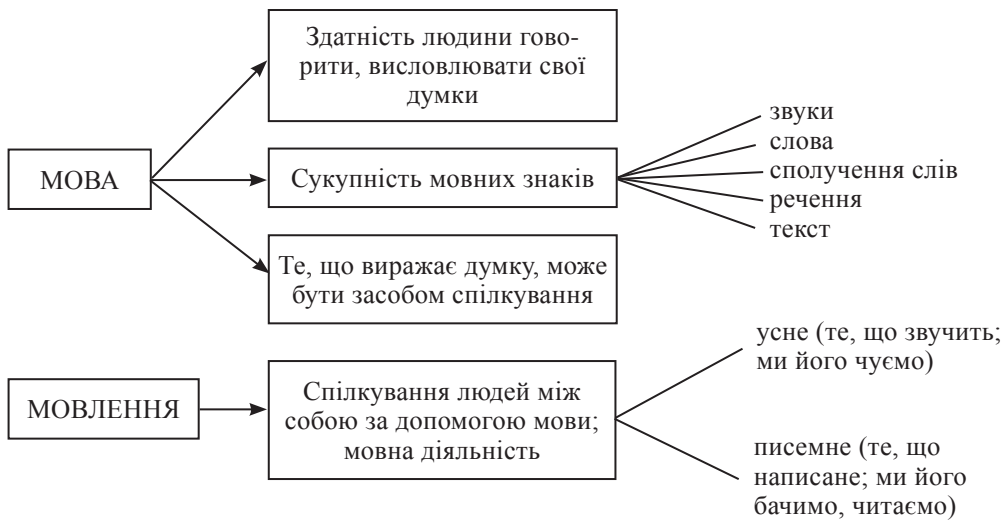 Здатність людини гово-
рити, висловлювати свої
думки
МОВА
Сукупність мовних знаків
звуки
слова
сполучення слів
речення
текст
Те, що виражає думку, може
бути засобом спілкування
МОВЛЕННЯ
Спілкування людей між
собою за допомогою мови;
мовна діяльність
усне (те, що звучить;
ми його чуємо)
писемне (те, що
написане; ми його
бачимо, читаємо)